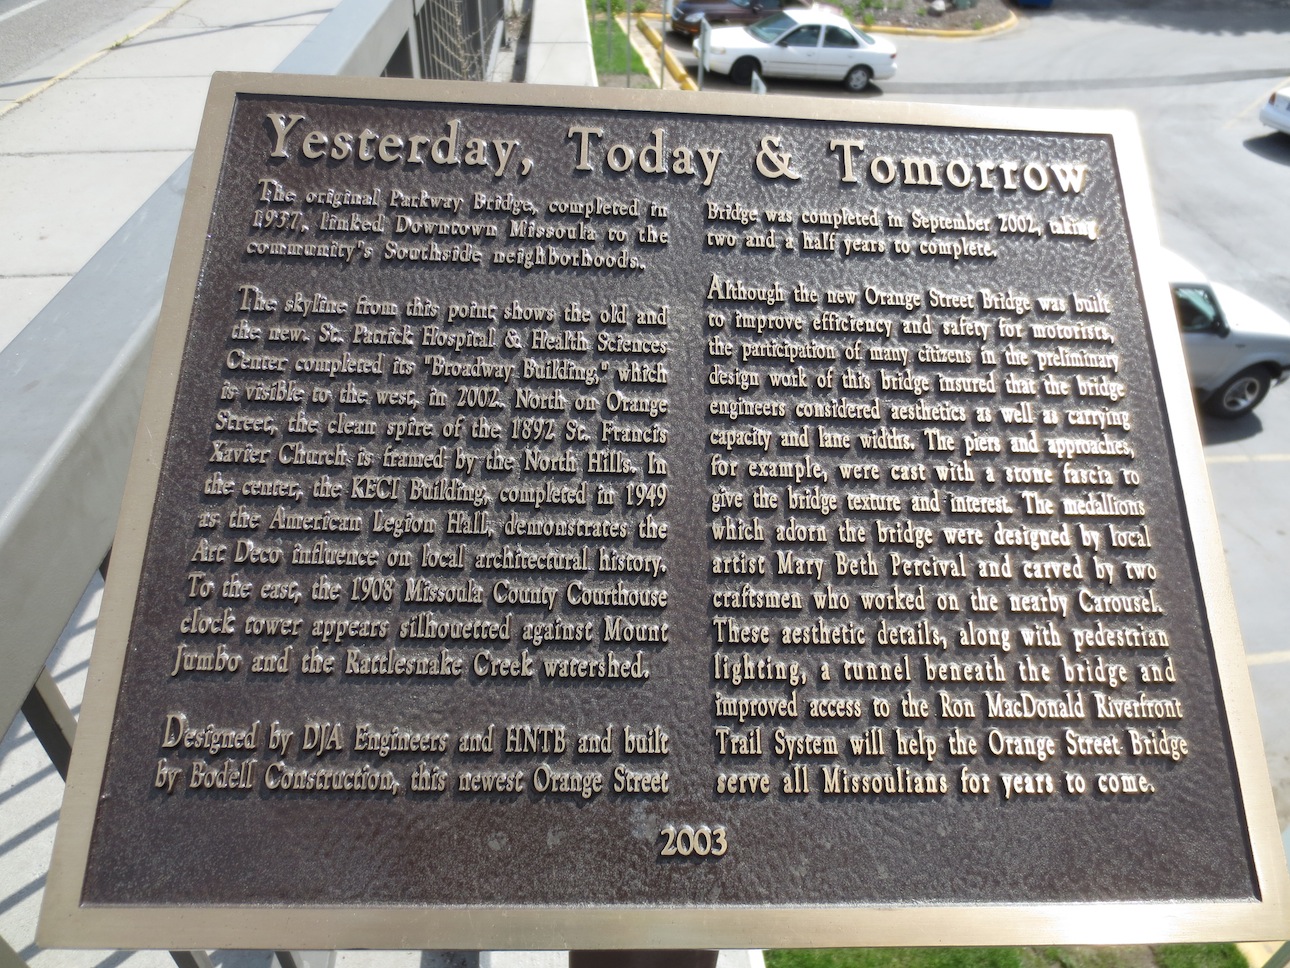 Yesterday, Today & Tomorrow
The original Parkway Bridge, completed in
1937, linked Downtown Missoula to the
community's Southside neighborhoods.
The skyline from this point shows the old and
the new. St. Patrick Hospital & Health Sciences
Center completed its "Broadway Building," which
is visible to the west, in 2002. North on Orange
Street, the clean spire of the 1892 St. Francis
Xavier Church is framed by the North Hills. In
the center, the KECI Building, completed in 1949
as the American Legion Hall, demonstrates the
Art Deco influence on local architectural history.
To the east, the 1908 Missoula County Courthouse
clock tower appears silhouetted against Mount
Jumbo and the Rattlesnake Creek watershed.
Designed by DJA Engineers and HNTB and built
by Bodell Construction, this newest Orange Street
Bridge was completed in September 2002, taking
two and a half years to complete.
Although the new Orange Street Bridge was built
to improve efficiency and safety for motorists,
the participation of many citizens in the preliminary
design work of this bridge insured that the bridge
engineers considered aesthetics as well as carrying
capacity and lane widths. The piers and approaches,
for example, were cast with a stone fascia to
give the bridge texture and interest. The medallions
which adorn the bridge were designed by local
artist Mary Beth Percival and carved by two
craftsmen who worked on the nearby Carousel.
These aesthetic details, along with pedestrian
lighting, a tunnel beneath the bridge and
improved access to the Ron MacDonald Riverfront
Trail System will help the Orange Street Bridge
serve all Missoulians for years to come.
2003